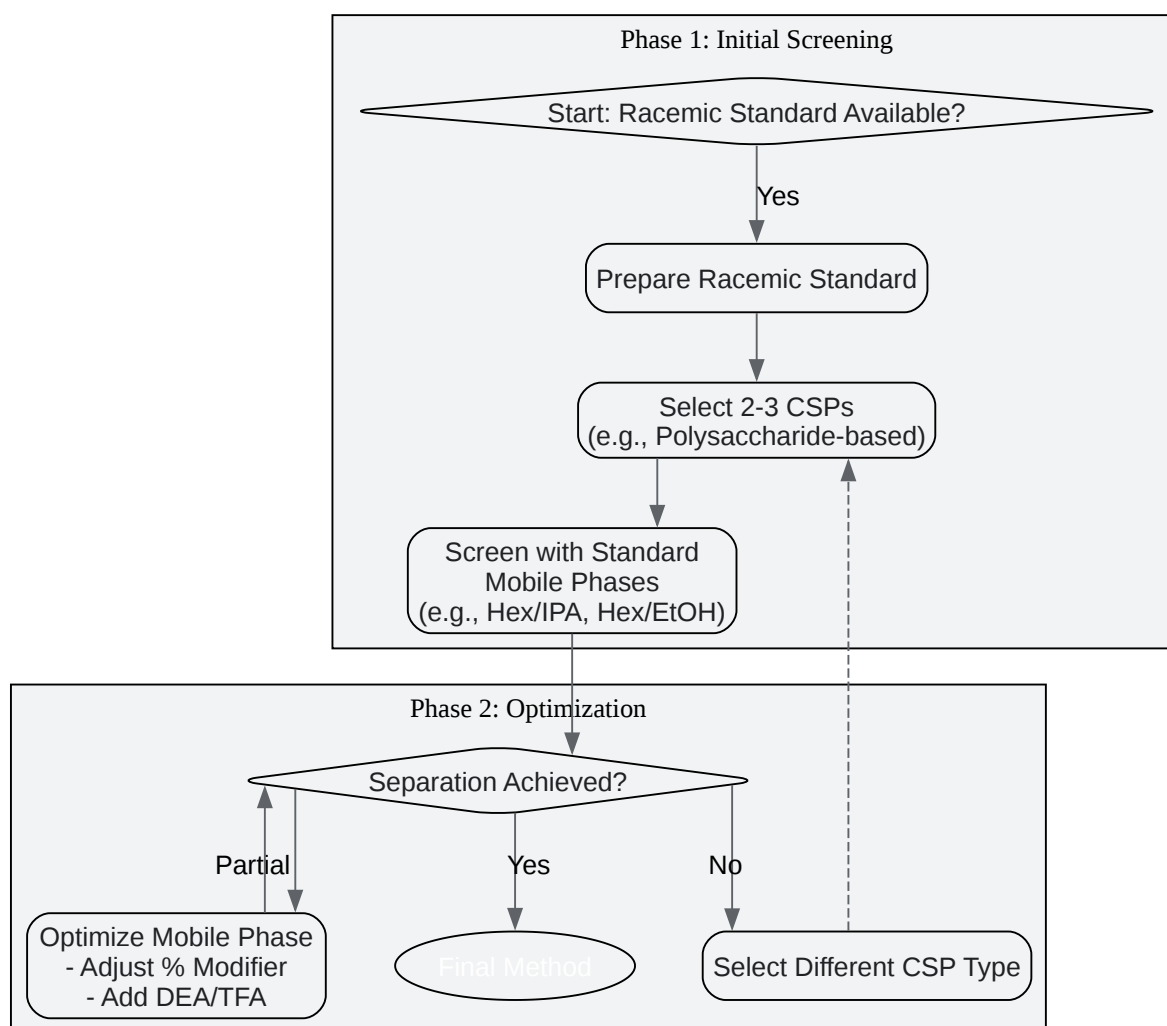 Phase 1: Initial Screening
Start: Racemic Standard Available?
Yes
Prepare Racemic Standard
Select 2-3 CSPs
(e.g., Polysaccharide-based)
Screen with Standard
Mobile Phases
(e.g., Hex/IPA, Hex/EtOH)
Phase 2: Optimization
Separation Achieved?
Partial
Yes
No
Optimize Mobile Phase
- Adjust % Modifier
- Add DEA/TFA
Final Method
Select Different CSP Type